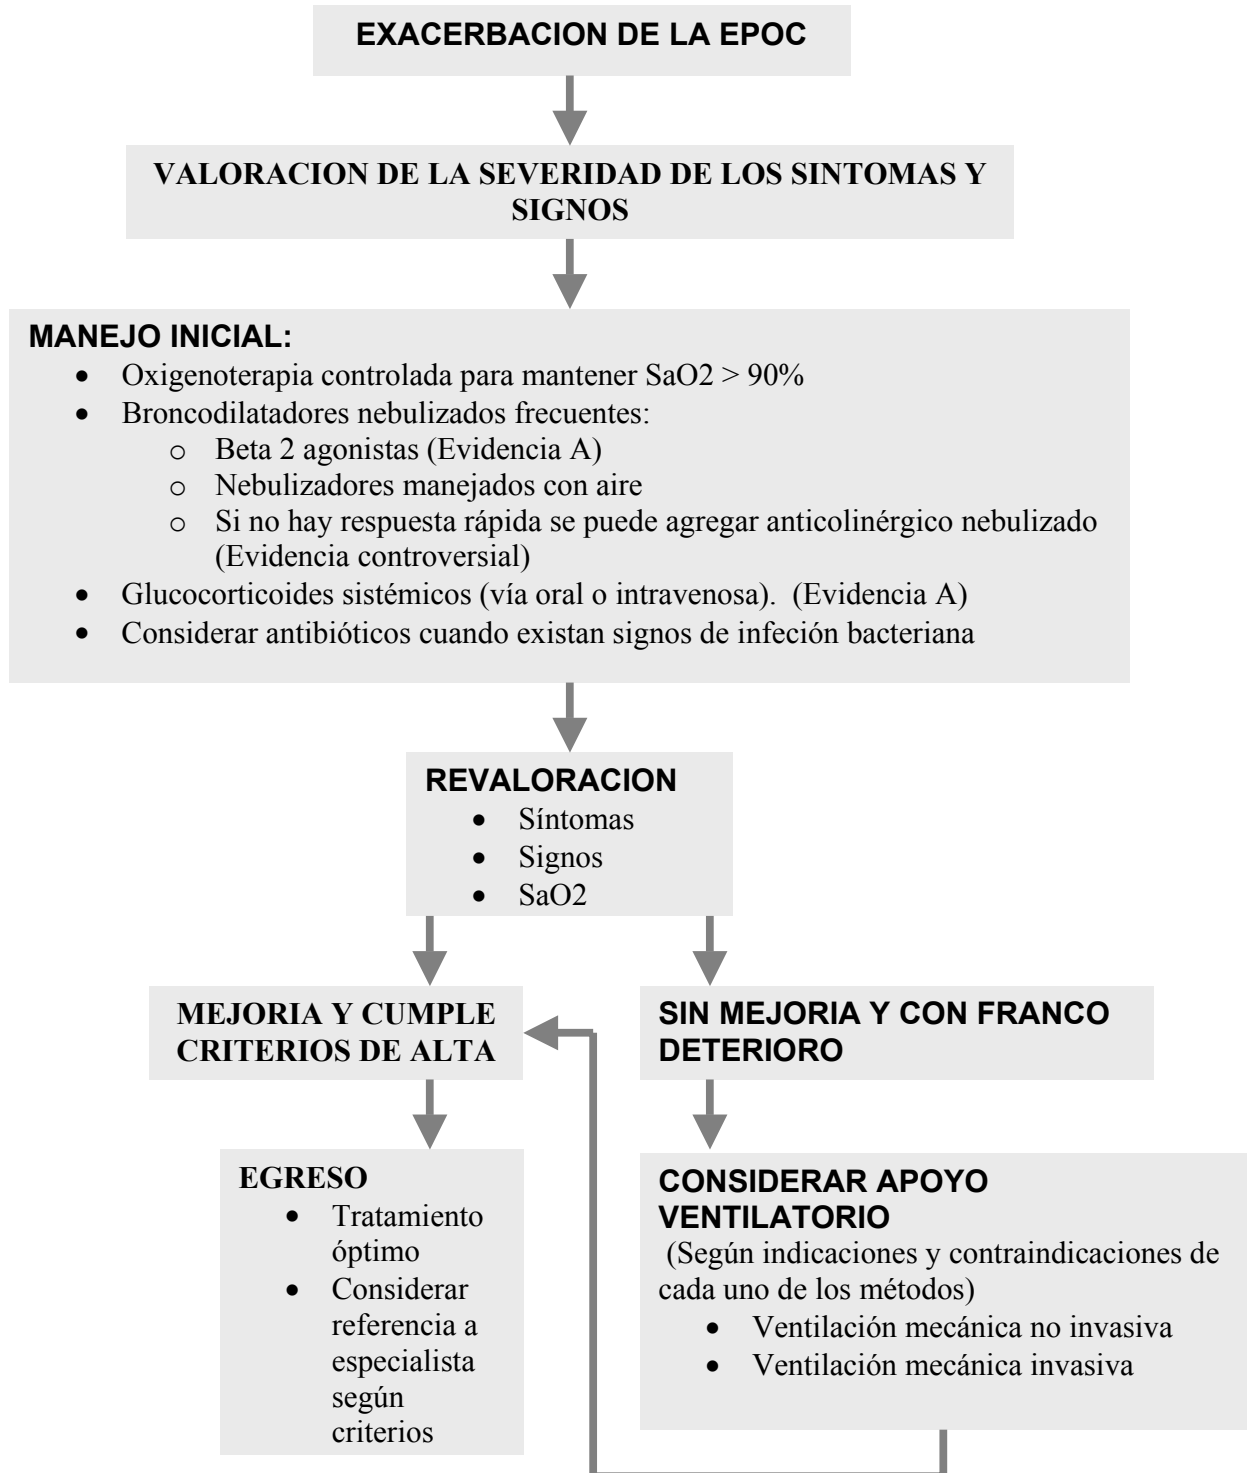 EXACERBACION DE LA EPOC
VALORACION DE LA SEVERIDAD DE LOS SINTOMAS Y
SIGNOS
MANEJO INICIAL:
• Oxigenoterapia controlada para mantener SaO2 > 90%
• Broncodilatadores nebulizados frecuentes:
o Beta 2 agonistas (Evidencia A)
o Nebulizadores manejados con aire
o Si no hay respuesta rápida se puede agregar anticolinérgico nebulizado
(Evidencia controversial)
• Glucocorticoides sistémicos (vía oral o intravenosa). (Evidencia A)
• Considerar antibióticos cuando existan signos de infeción bacteriana
REVALORACION
• Síntomas
• Signos
• SaO2
MEJORIA Y CUMPLE
CRITERIOS DE ALTA
SIN MEJORIA Y CON FRANCO
DETERIORO
EGRESO
• Tratamiento
óptimo
• Considerar
referencia a
especialista
según
criterios
CONSIDERAR APOYO
VENTILATORIO
(Según indicaciones y contraindicaciones de
cada uno de los métodos)
• Ventilación mecánica no invasiva
• Ventilación mecánica invasiva